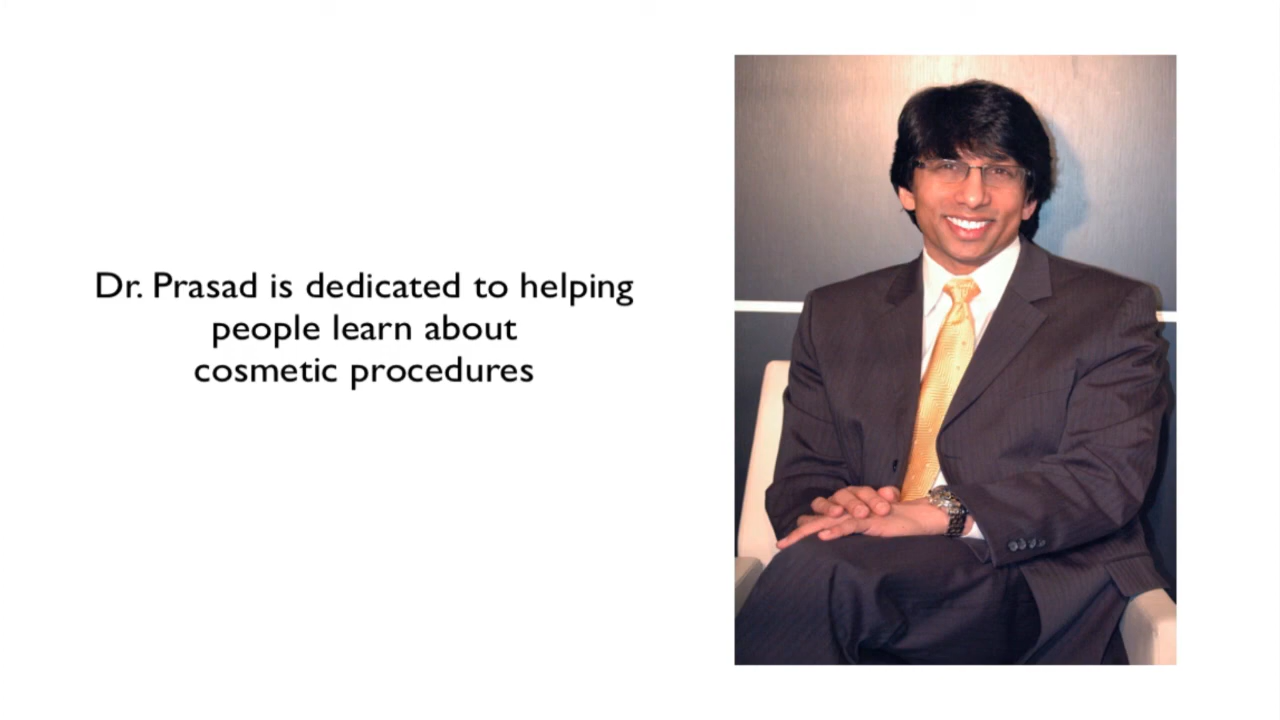 Dr. Prasad is dedicated to helping
people learn about
cosmetic procedures